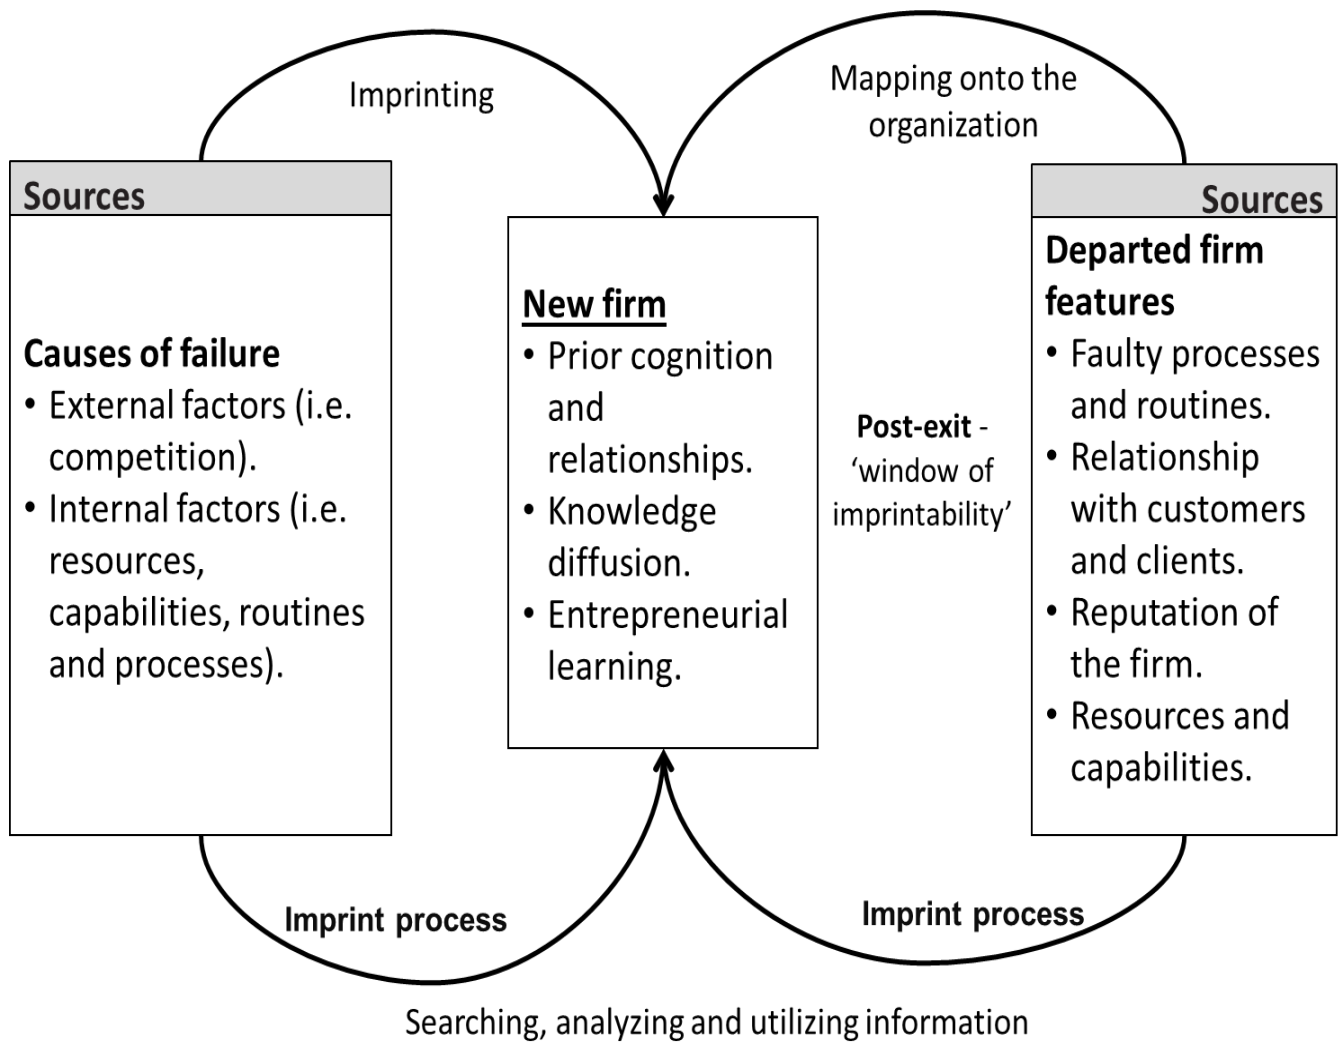 Imprinting
Mapping onto the
organization
Sources
Causes of failure
• External factors (i.e.
competition).
• Internal factors (i.e.
resources,
capabilities, routines
and processes).
New firm
• Prior cognition
and
relationships.
• Knowledge
diffusion.
• Entrepreneurial
learning.
Post-exit -
‘window of
imprintability’
Sources
Departed firm
features
• Faulty processes
and routines.
• Relationship
with customers
and clients.
• Reputation of
the firm.
• Resources and
capabilities.
Imprint process
Imprint process
Searching, analyzing and utilizing information